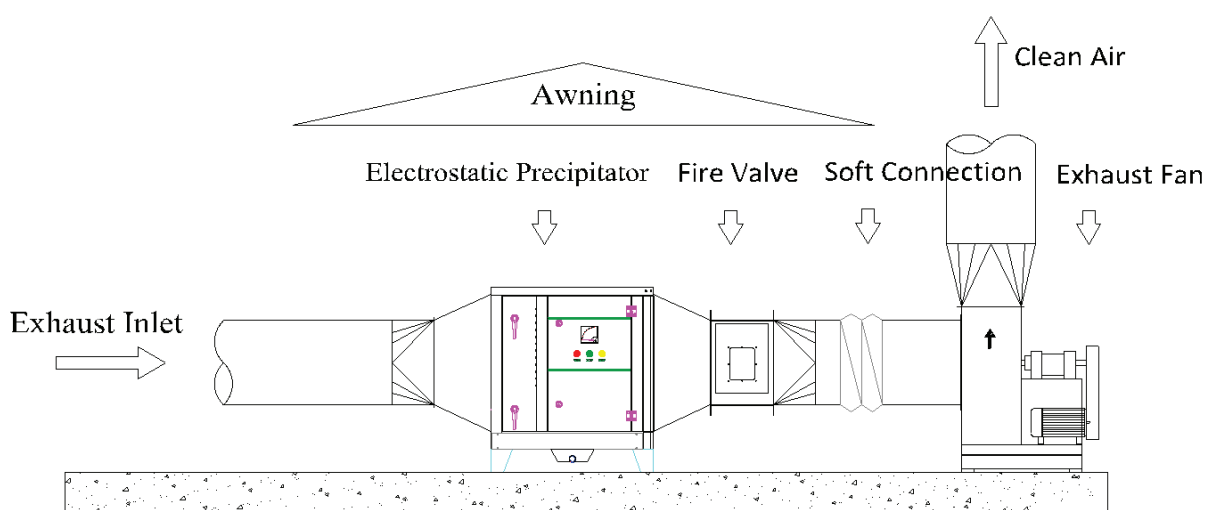 Clean Air
Awning
Electrostatic Precipitator
Fire Valve
Soft Connection
Exhaust Fan
Exhaust Inlet